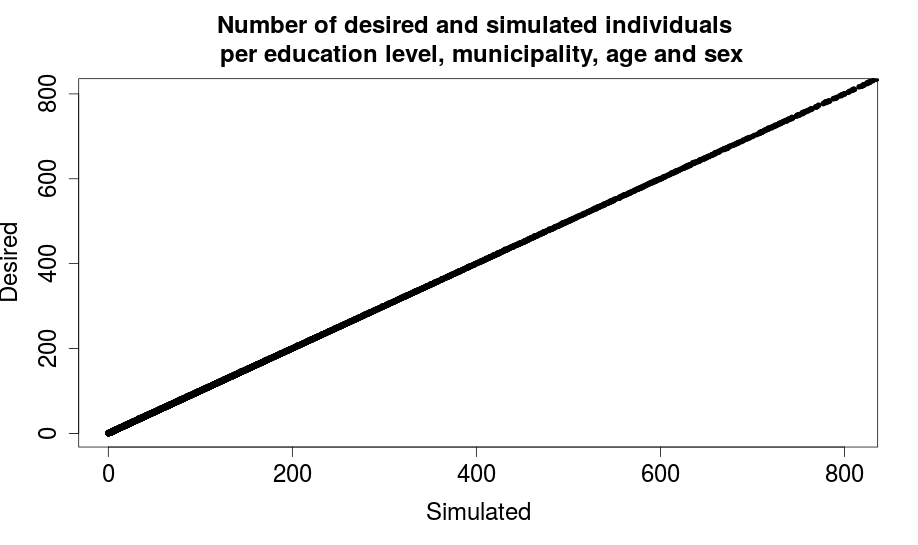 Number of desired and simulated individuals
per education level, municipality, age and sex
800
600
400
200
0
Desired
0 200 400 600 800
Simulated